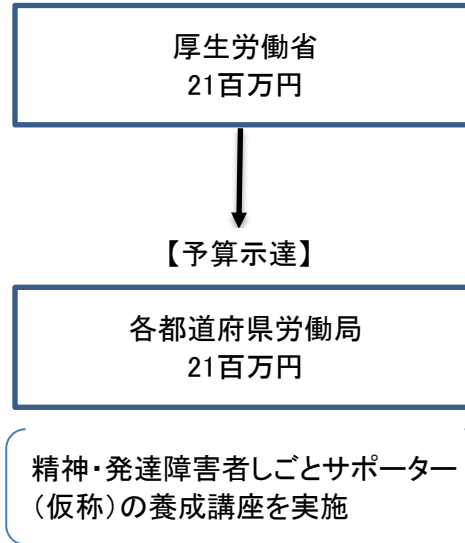 厚生労働省
21百万円
【予算示達】
各都道府県労働局
21百万円
精神・発達障害者しごとサポーター
（仮称）の養成講座を実施